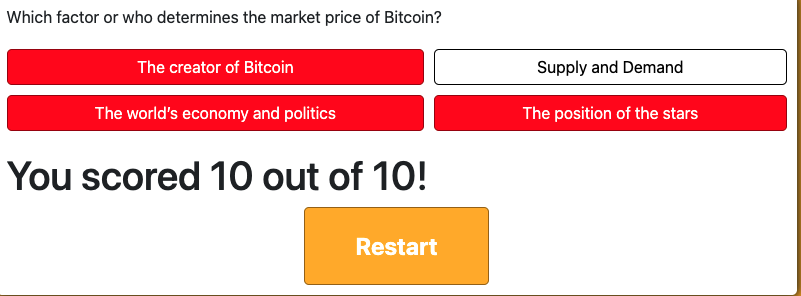 Which factor or who determines the market price of Bitcoin?
The creator of Bitcoin
Supply and Demand
The world’s economy and politics
The position of the stars
You scored 10 out of 10!
Restart